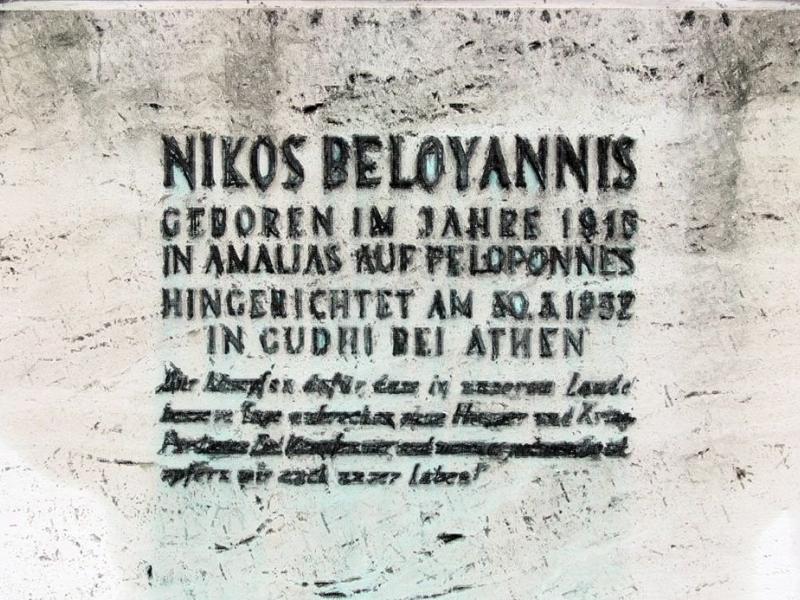 NIKOS BELOYANNIS
GEBOREN IM JAHRE 1915
IN AMALIAS AUF PELOPONNES
HINGERICHTET AM 30.3.1952
IN GUDHI BEI ATHEN
Wir kämpfen dafür dass in unserem Lande
bessere Tage anbrechen ohne Hunger und Krieg
opfern wir auch unser Leben!